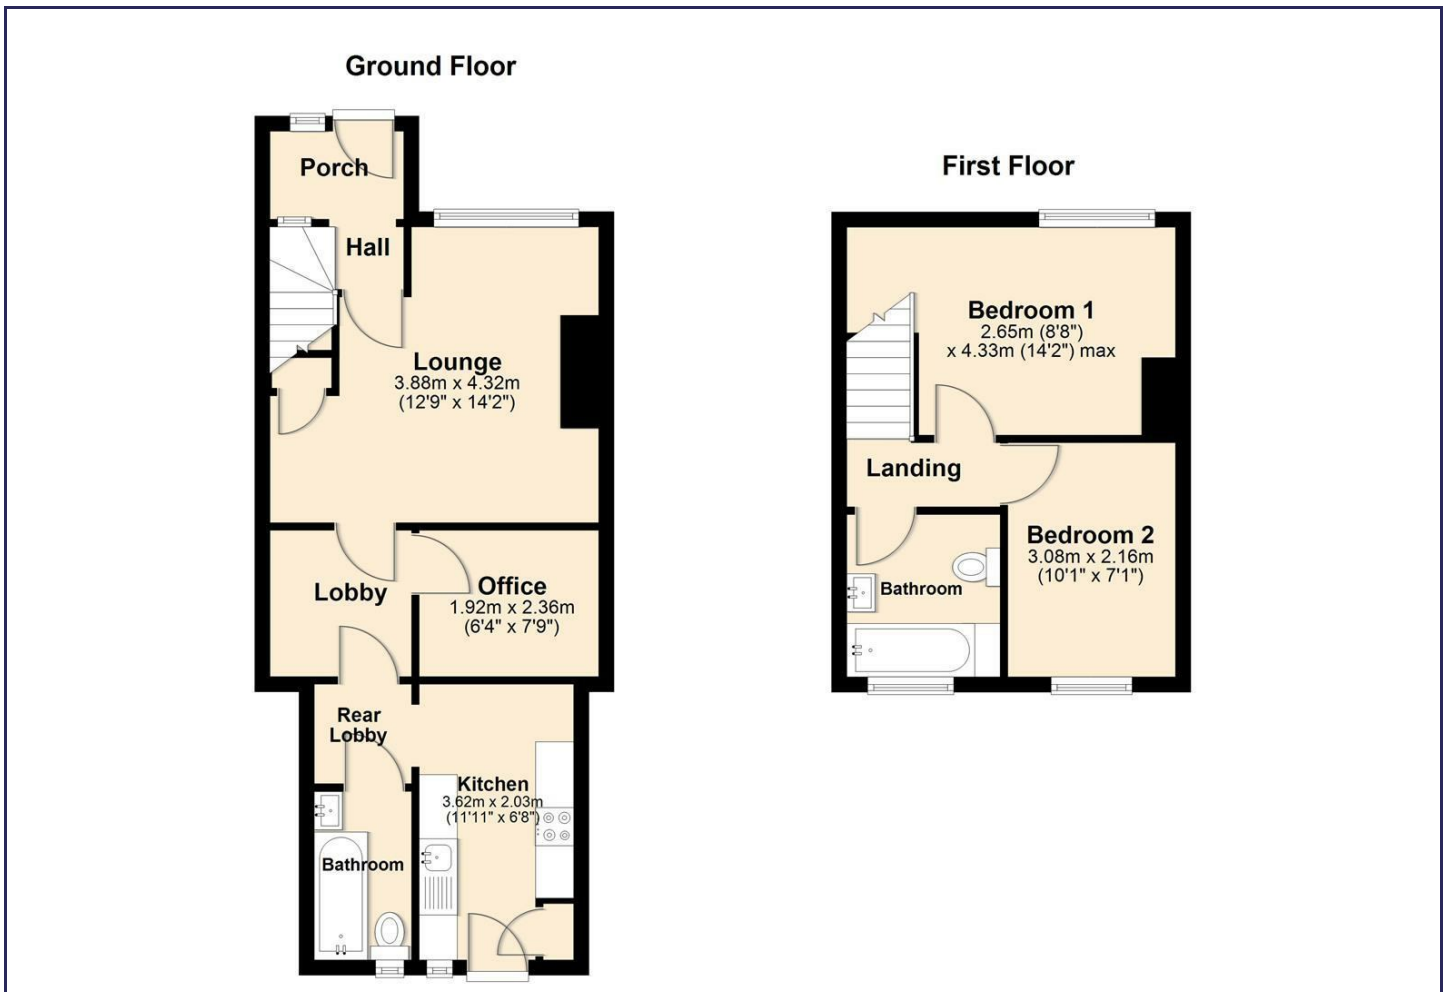 Ground Floor
Porch
Hall
Lounge
3.88m x 4.32m
(12'9" x 14'2")
Lobby
Office
1.92m x 2.36m
(6'4" x 7'9")
Rear
Lobby
Kitchen
3.62m x 2.03m
(11'11" x 6'8")
Bathroom
First Floor
Bedroom 1
2.65m (8'8")
x 4.33m (14'2") max
Landing
Bedroom 2
3.08m x 2.16m
(10'1" x 7'1")
Bathroom